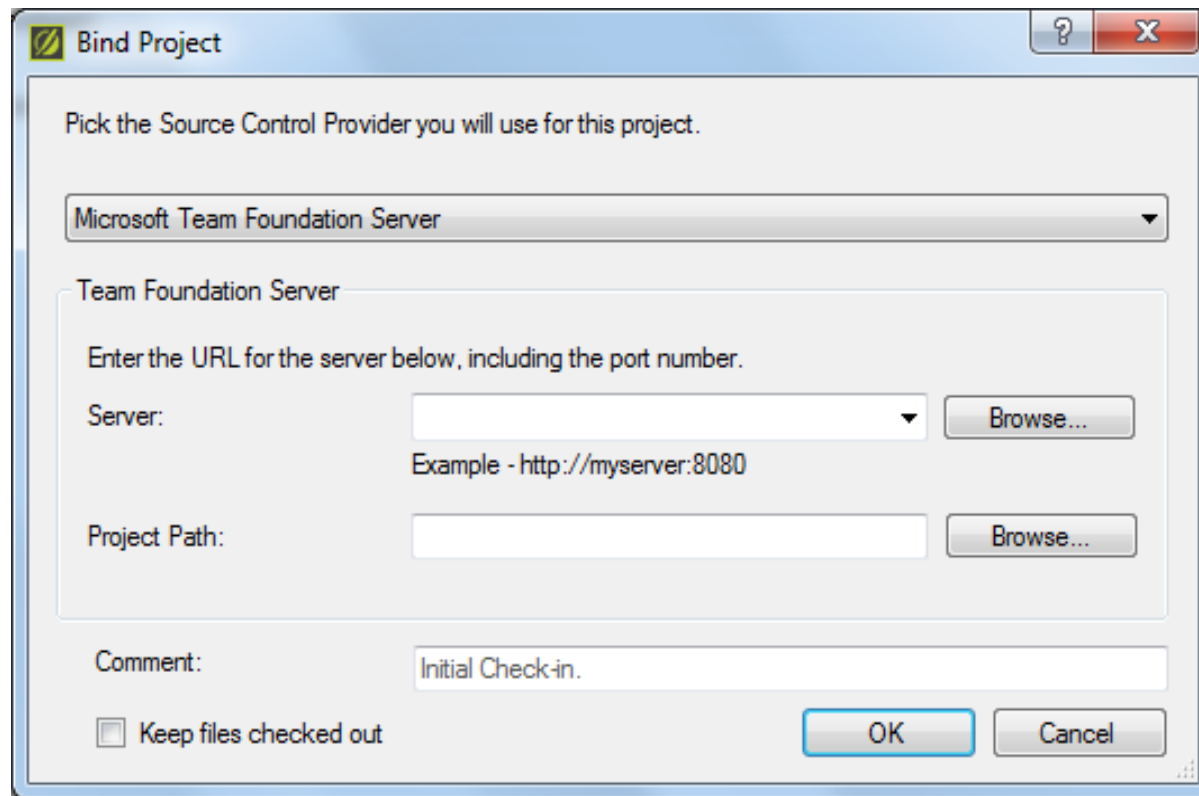 Bind Project
Pick the Source Control Provider you will use for this project.
Microsoft Team Foundation Server
Team Foundation Server
Enter the URL for the server below, including the port number.
Server:
Browse...
Example - http://myserver:8080
Project Path:
Browse...
Comment:
Initial Check-in.
Keep files checked out
OK
Cancel